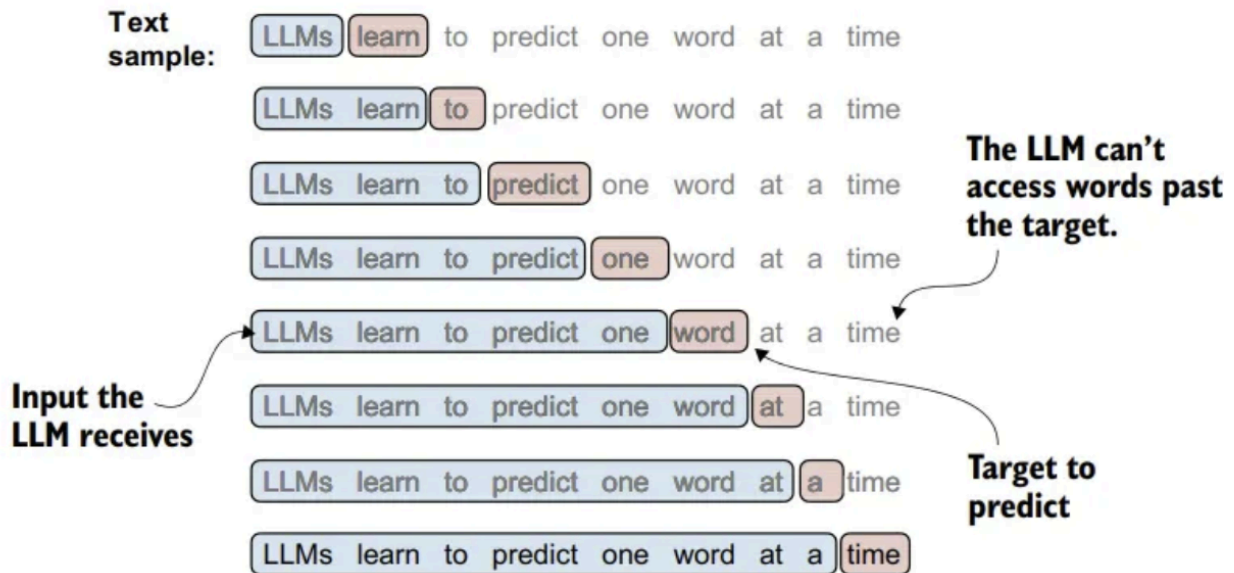 Text
sample:
LLMs learn to predict one word at a time
LLMs learn to predict one word at a time
LLMs learn to predict one word at a time
LLMs learn to predict one word at a time
LLMs learn to predict one word at a time
LLMs learn to predict one word at a time
LLMs learn to predict one word at a time
LLMs learn to predict one word at a time
The LLM can't
access words past
the target.
Input the
LLM receives
Target to
predict